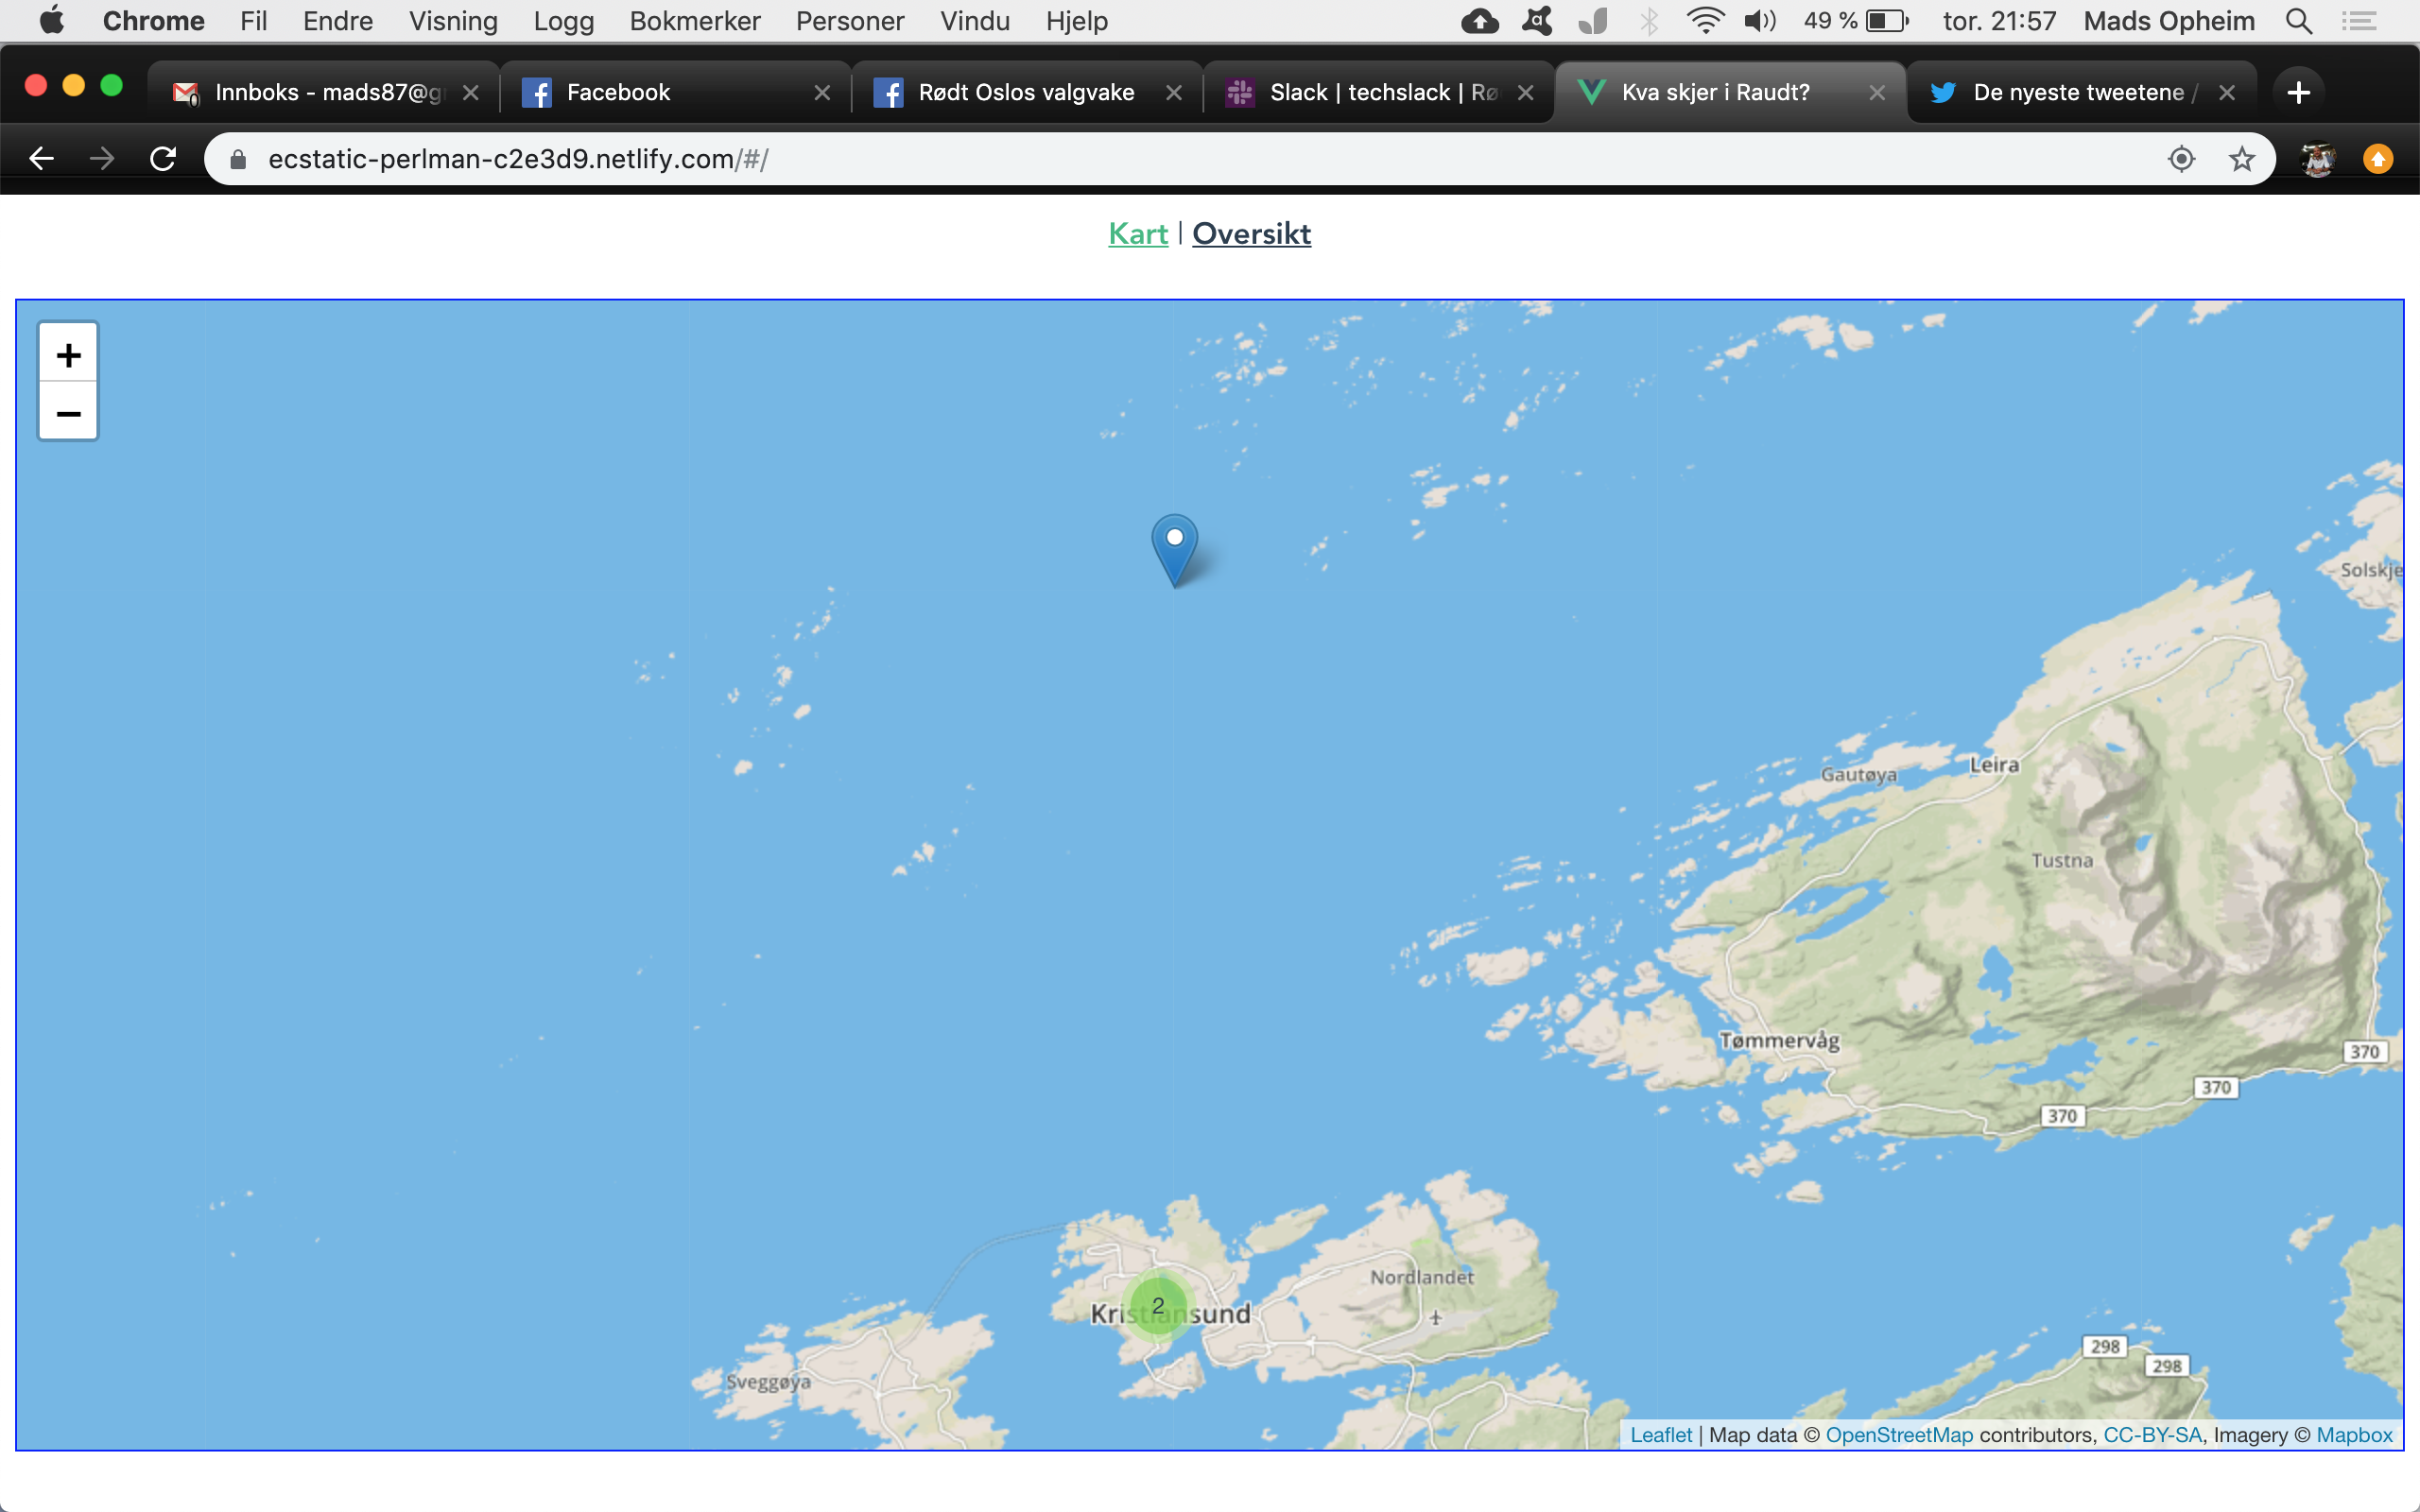 Chrome Fil Endre Visning Logg Bokmerker Personer Vindu Hjelp 49 % tor. 21:57 Mads Opheim
Innboks - mads87@g Facebook Rødt Oslos valgvake Slack | techslack | Rø Kva skjer i Raudt? De nyeste tweetene /
ecstatic-perlman-c2e3d9.netlify.com/#/
Kart | Oversikt
+
−
Solskje
Leira
Gautøya
Tustna
Tømmervåg
370
370
370
Nordlandet
2
Kristiansund
298
298
Sveggøya
Leaflet | Map data © OpenStreetMap contributors, CC-BY-SA, Imagery © Mapbox